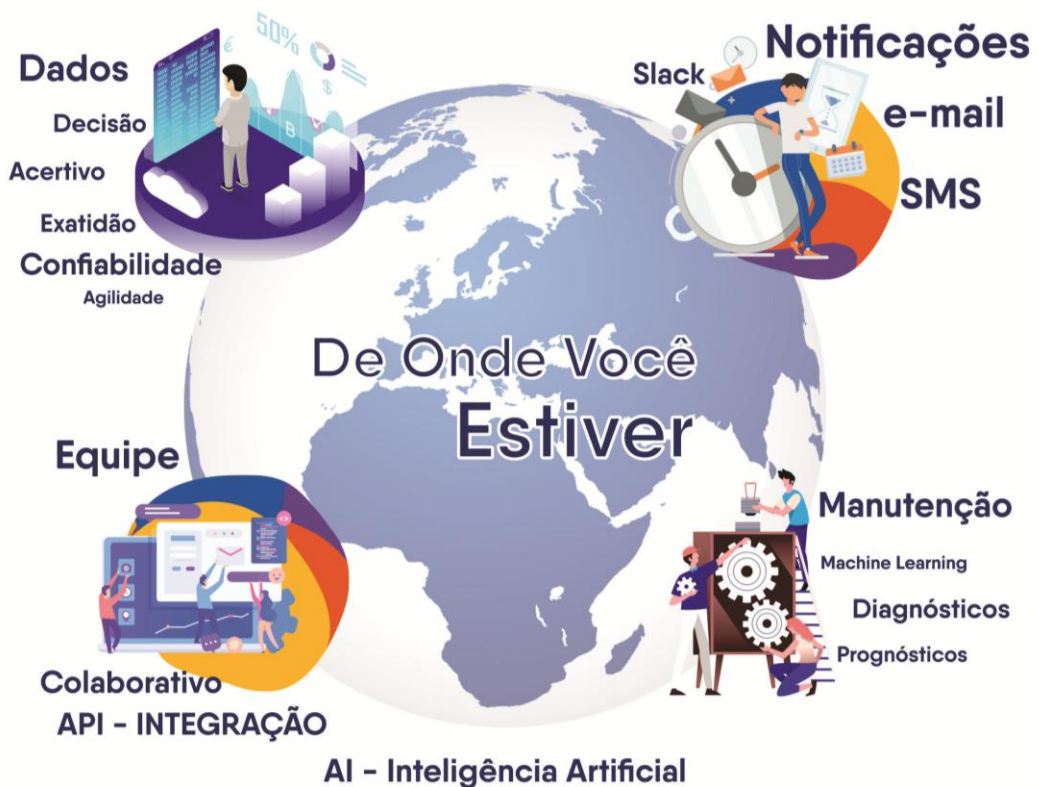 Dados
Decisão
Acertivo
Exatidão
Confiabilidade
Agilidade
50%
€
$
B
Notificações
Slack
e-mail
SMS
De Onde Você
Estiver
Equipe
Colaborativo
API - INTEGRAÇÃO
Manutenção
Machine Learning
Diagnósticos
Prognósticos
AI - Inteligência Artificial